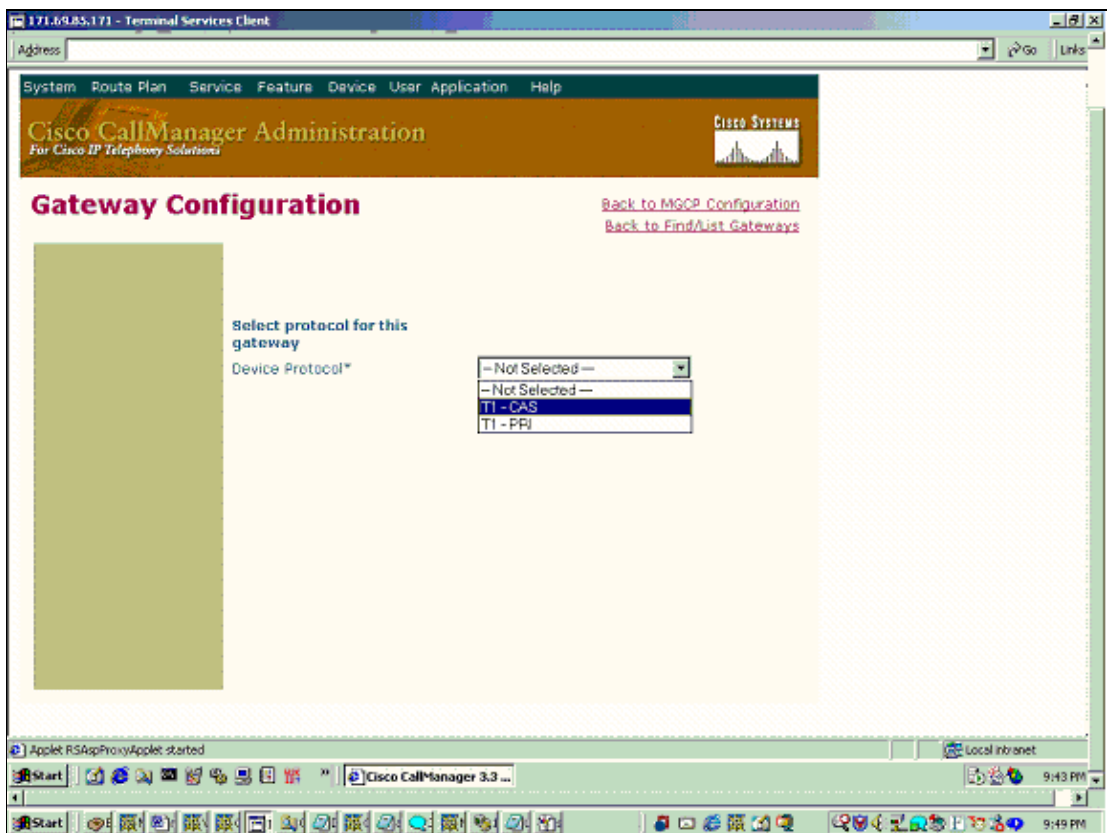 171.69.85.171 - Terminal Services Client
Address
Go
Links
System Route Plan Service Feature Device User Application Help
Cisco CallManager Administration
For Cisco IP Telephony Solutions
CISCO SYSTEMS
Gateway Configuration
Back to MGCP Configuration
Back to Find/List Gateways
Select protocol for this
gateway
Device Protocol*
-- Not Selected --
-- Not Selected --
T1 - CAS
T1 - PRI
Applet RSAspProxyApplet started
Local intranet
Start
Cisco CallManager 3.3 ...
9:43 PM
Start
9:49 PM